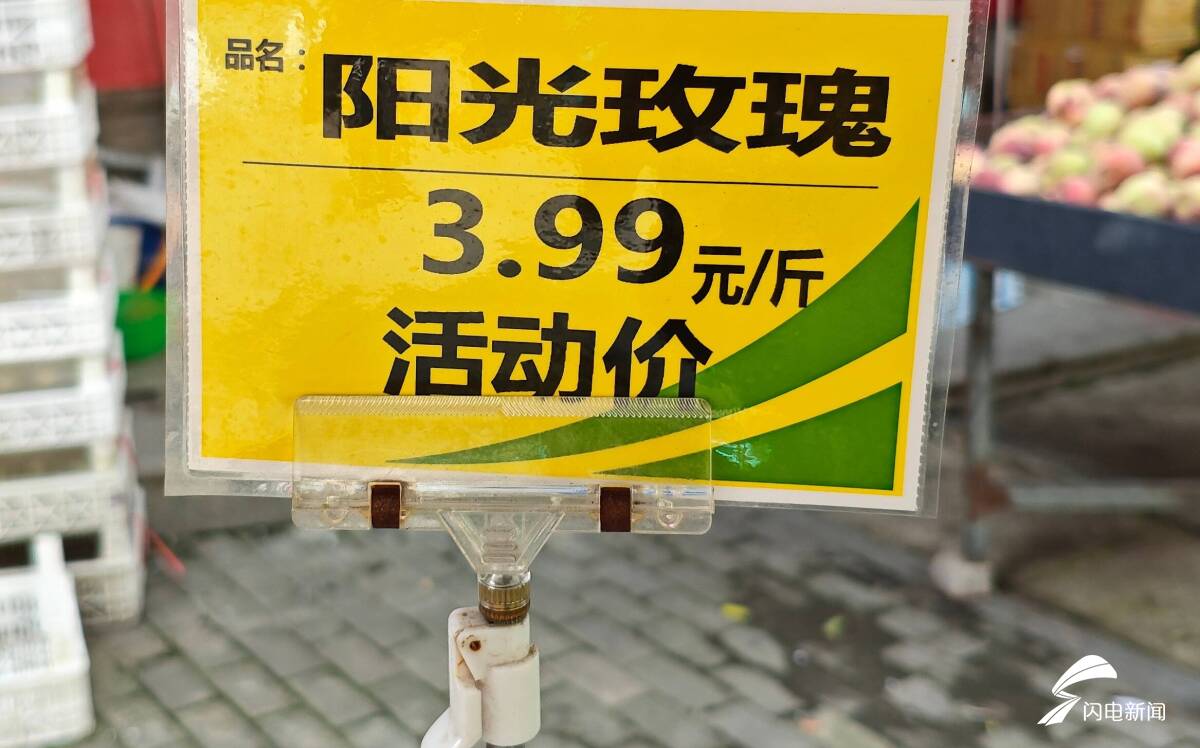 品名：阳光玫瑰
3.99元/斤
活动价
闪电新闻